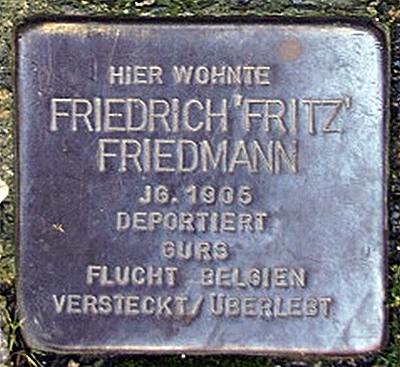 HIER WOHNTE
FRIEDRICH 'FRITZ'
FRIEDMANN
JG. 1905
DEPORTIERT
GURS
FLUCHT BELGIEN
VERSTECKT/ÜBERLEBT